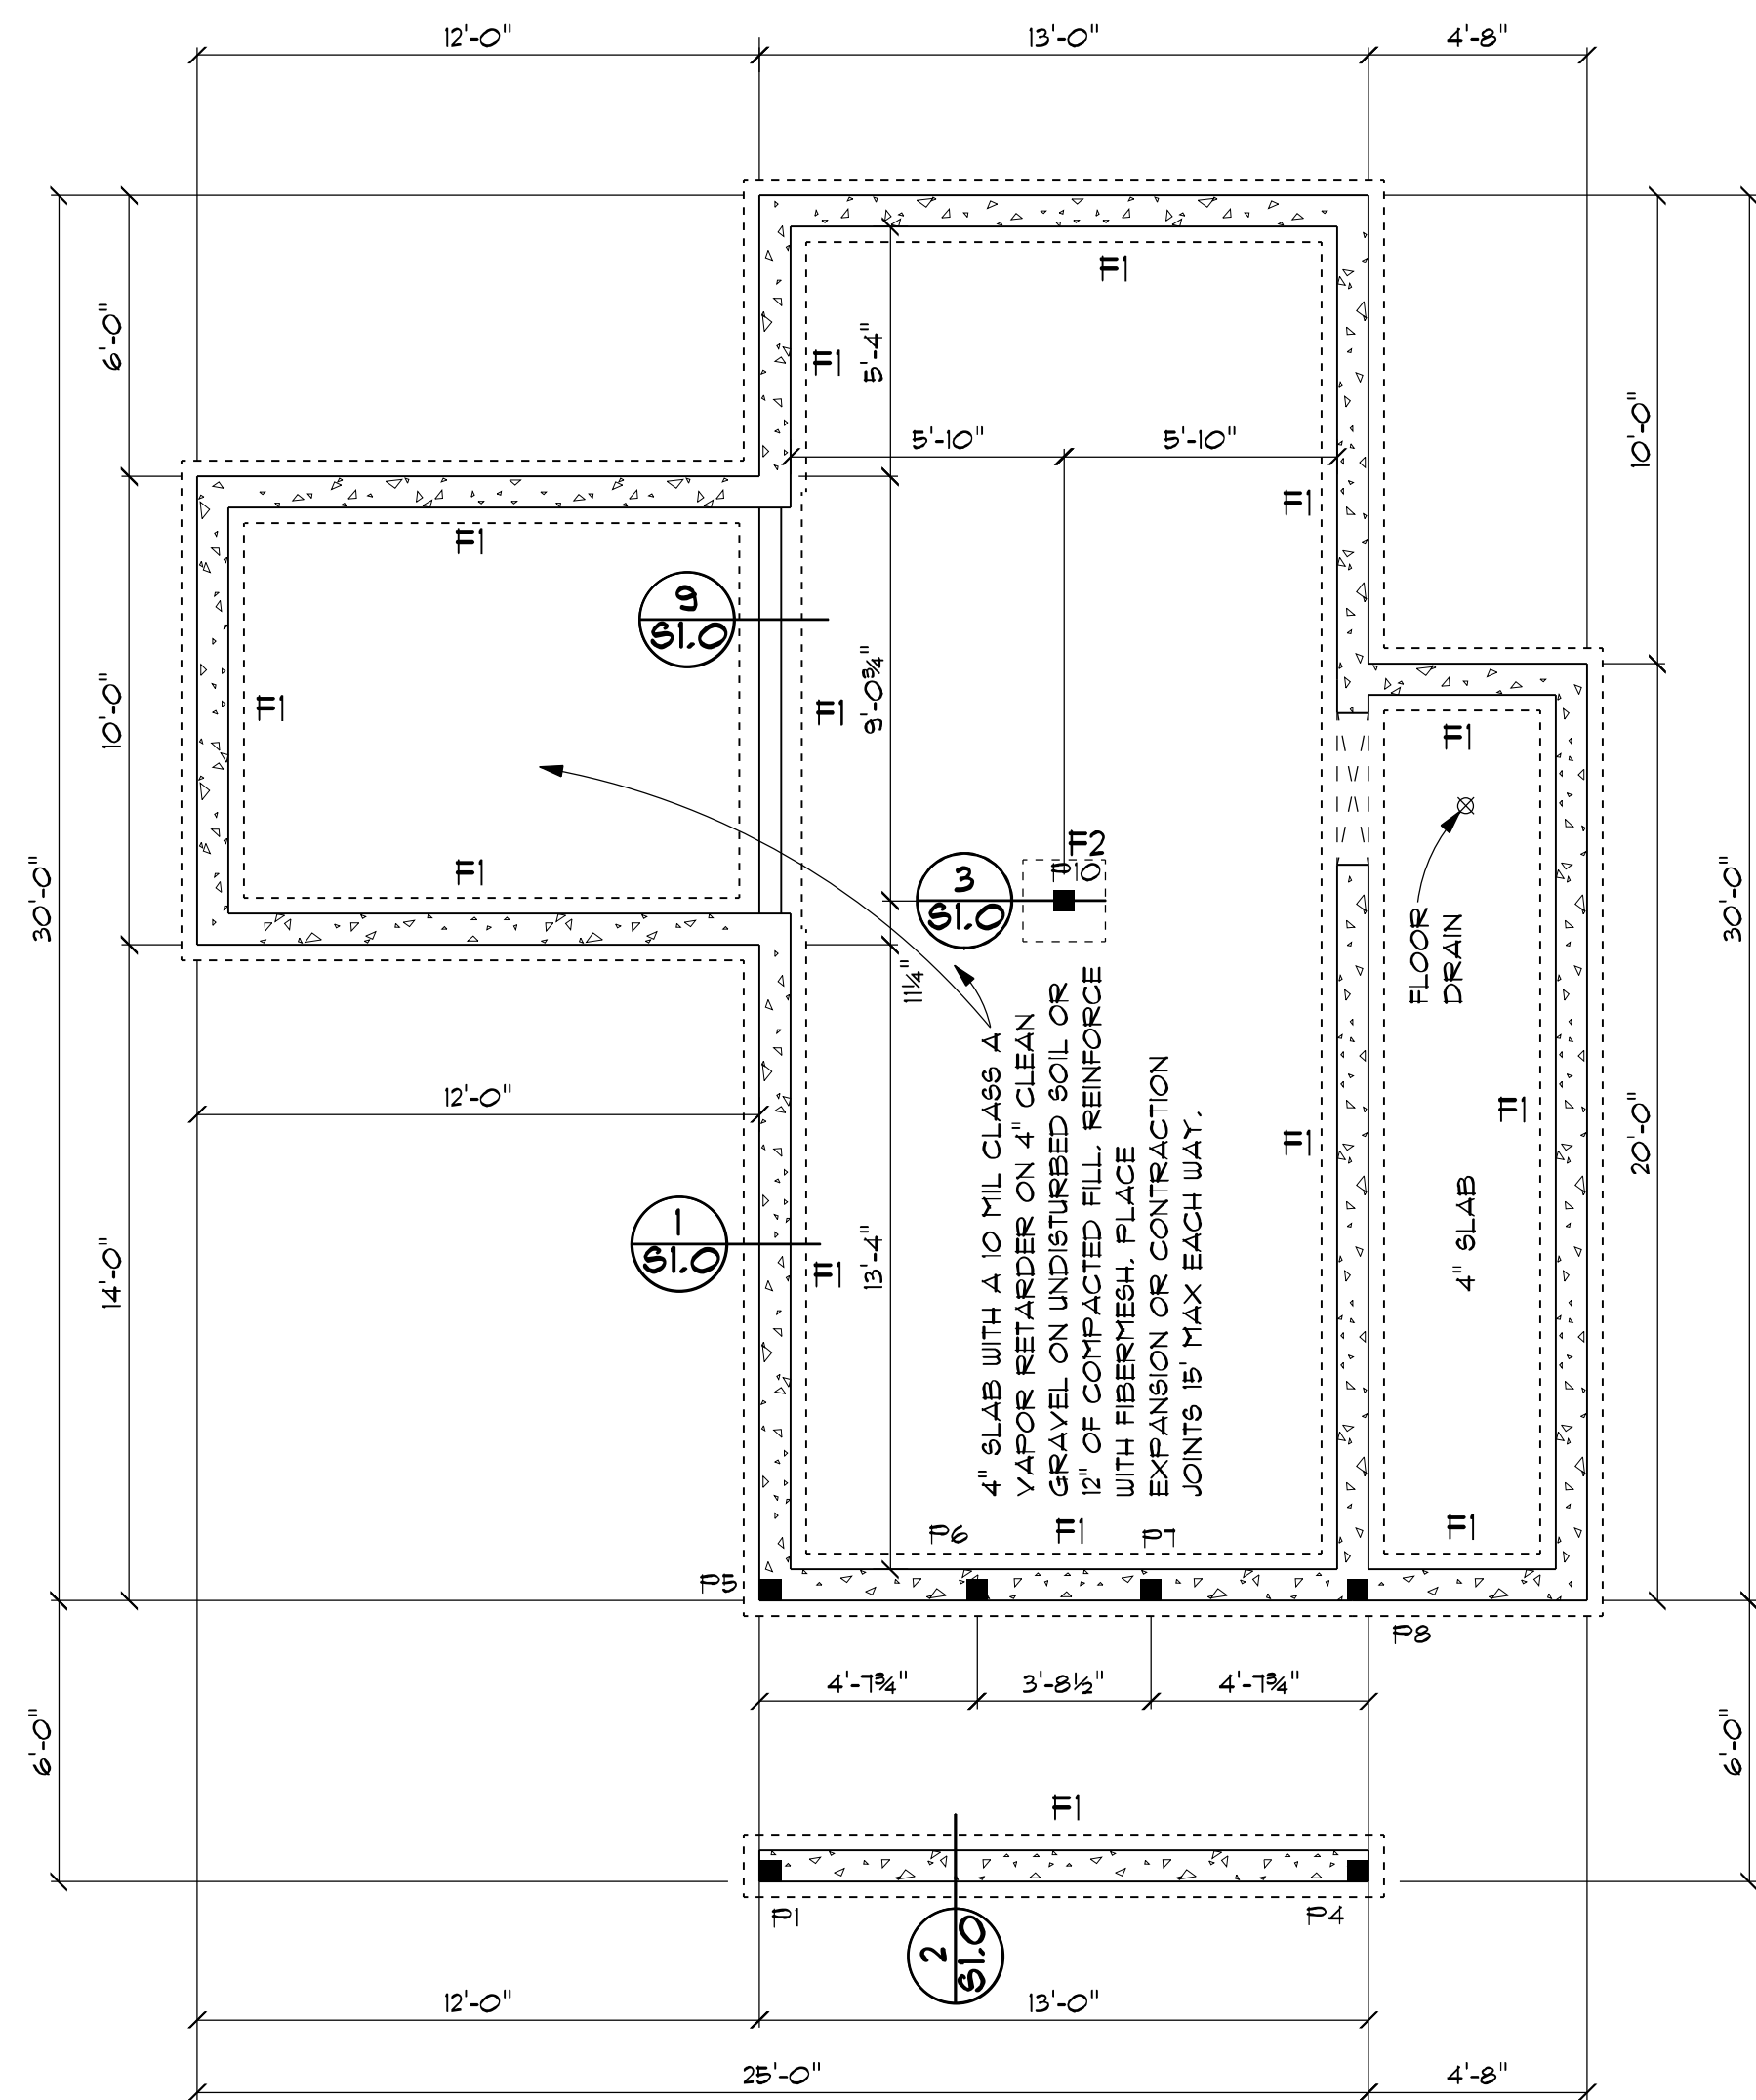 12'-0"
13'-0"
4'-8"
6'-0"
F1
F1
5'-4"
5'-10"
5'-10"
10'-0"
F1
F1
9
S1.0
10'-0"
F1
F1
9'-0¾"
F1
F1
F2
P10
3
S1.0
30'-0"
30'-0"
FLOOR
DRAIN
11¼"
12'-0"
F1
F1
20'-0"
1
S1.0
14'-0"
F1
13'-4"
4" SLAB WITH A 10 MIL CLASS A
VAPOR RETARDER ON 4" CLEAN
GRAVEL ON UNDISTURBED SOIL OR
12" OF COMPACTED FILL. REINFORCE
WITH FIBERMESH. PLACE
EXPANSION OR CONTRACTION
JOINTS 15' MAX EACH WAY.
4" SLAB
P6
F1
P7
F1
P5
P8
4'-7¾"
3'-8½"
4'-7¾"
6'-0"
6'-0"
F1
P1
P4
2
S1.0
12'-0"
13'-0"
25'-0"
4'-8"